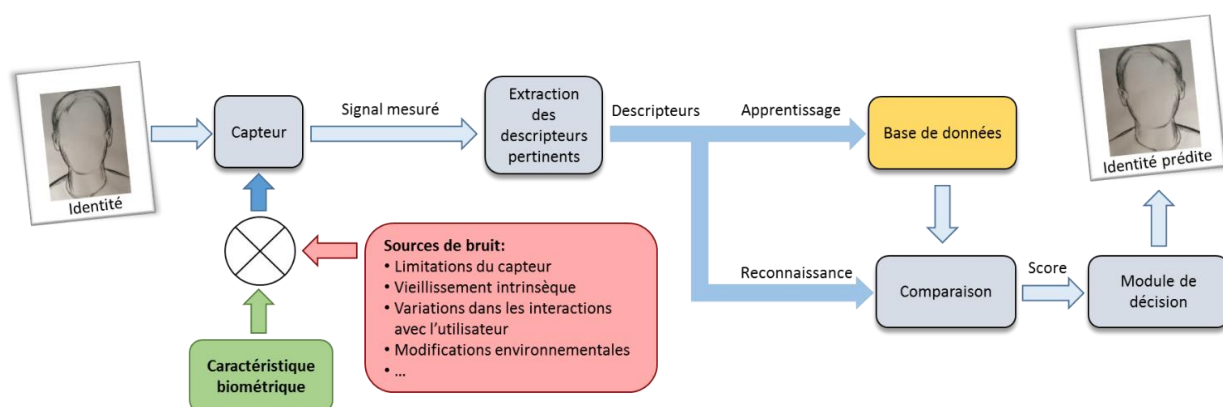 Identité
Capteur
Signal mesuré
Extraction
des
descripteurs
pertinents
Descripteurs
Apprentissage
Base de données
Identité prédite
Sources de bruit:
• Limitations du capteur
• Vieillissement intrinsèque
• Variations dans les interactions
avec l’utilisateur
• Modifications environnementales
• ...
Caractéristique
biométrique
Reconnaissance
Comparaison
Score
Module de
décision